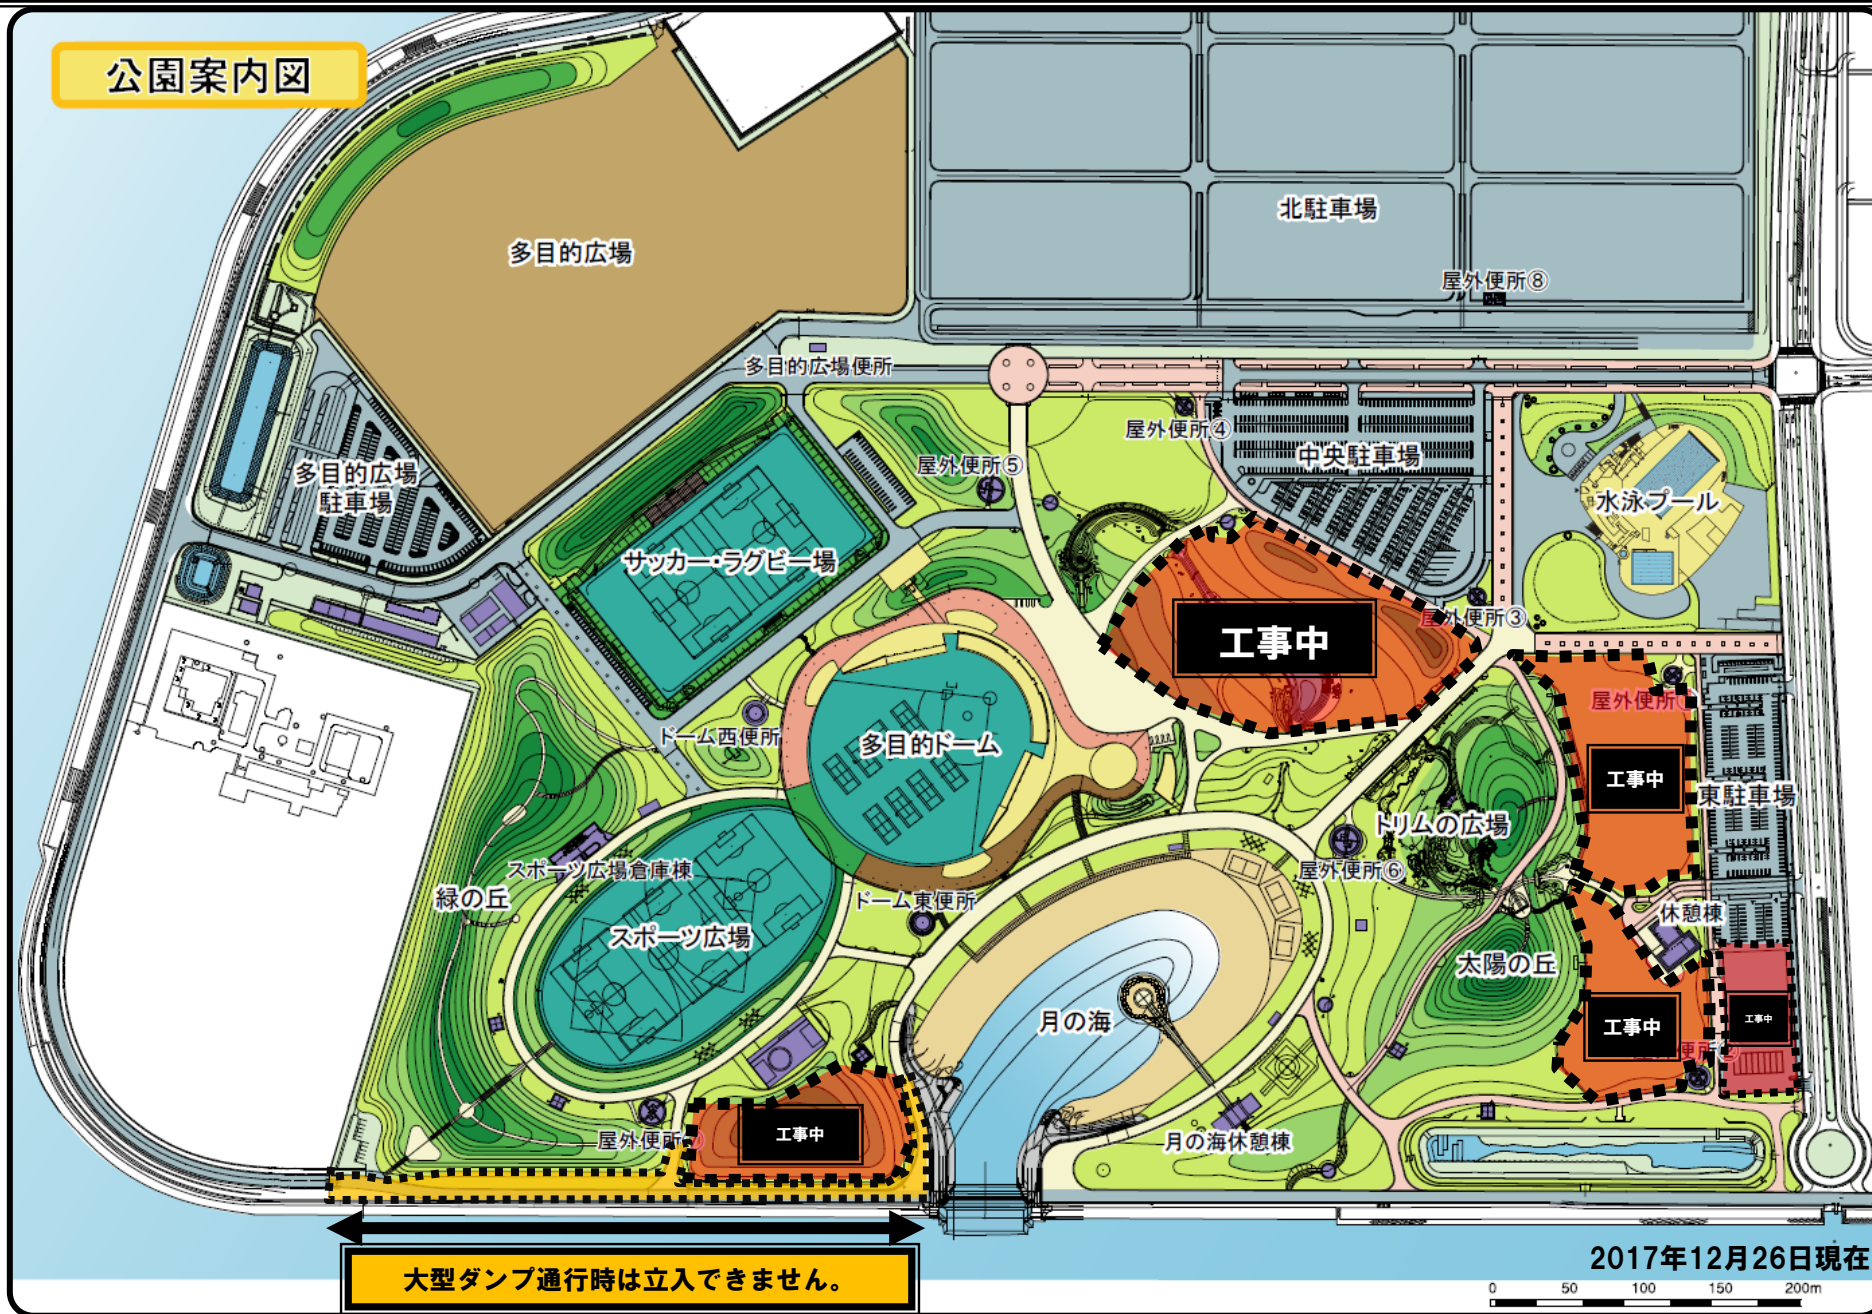 公園案内図
多目的広場
北駐車場
屋外便所⑧
多目的広場便所
屋外便所④
屋外便所⑤
中央駐車場
多目的広場
駐車場
水泳プール
サッカー・ラグビー場
屋外便所③
工事中
屋外便所
ドーム西便所
多目的ドーム
工事中
東駐車場
トリムの広場
スポーツ広場倉庫棟
屋外便所⑥
緑の丘
ドーム東便所
休憩棟
スポーツ広場
太陽の丘
月の海
工事中
工事中
屋外便所②
工事中
屋外便所
月の海休憩棟
大型ダンプ通行時は立入できません。
2017年12月26日現在
0 50 100 150 200m